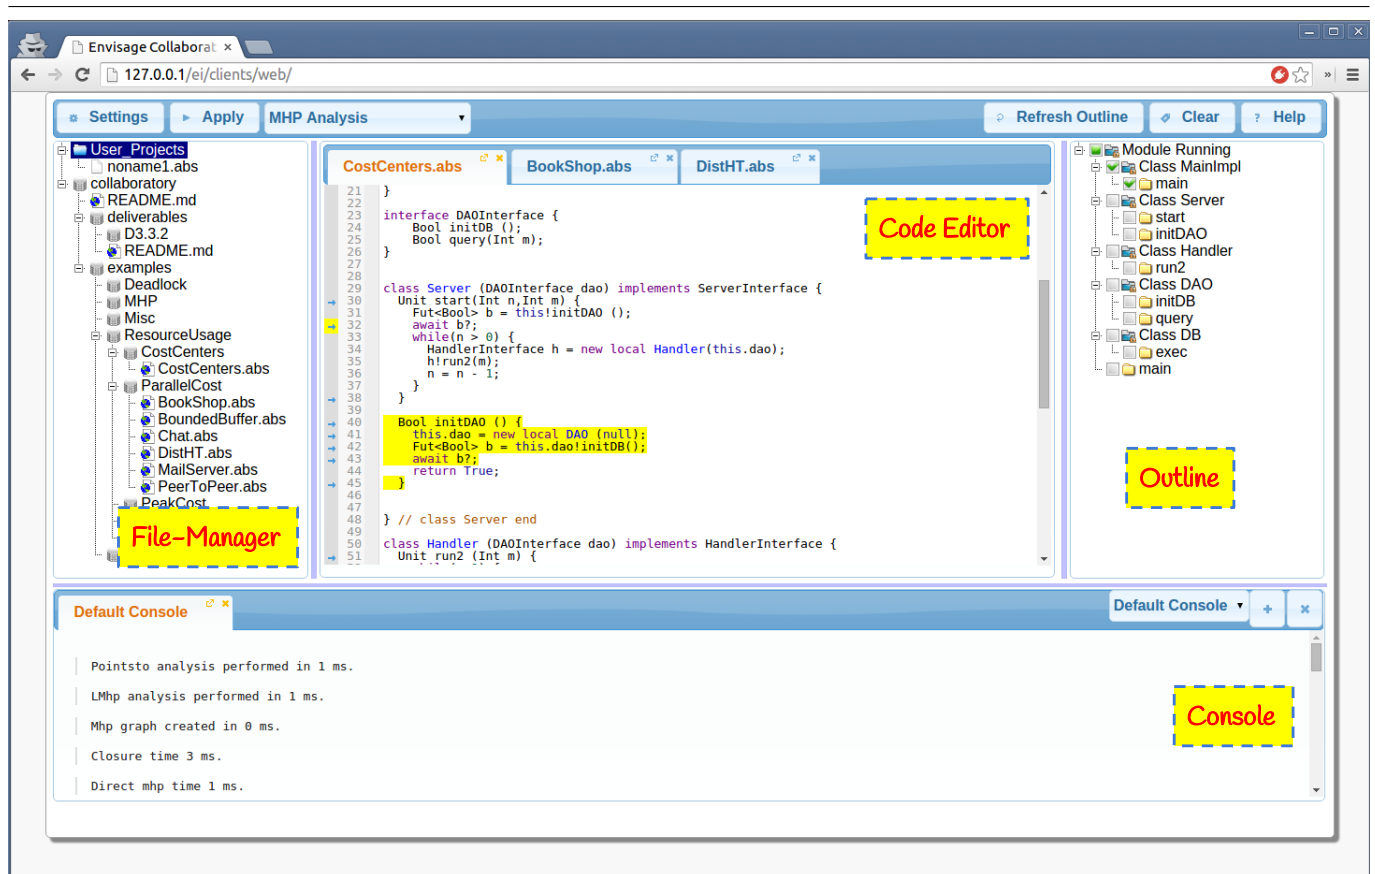 Envisage Collaborat
127.0.0.1/ei/clients/web/
Settings
Apply
MHP Analysis
Refresh Outline
Clear
? Help
User_Projects
noname1.abs
collaboratory
README.md
deliverables
D3.3.2
README.md
examples
Deadlock
MHP
Misc
ResourceUsage
CostCenters
CostCenters.abs
ParallelCost
BookShop.abs
BoundedBuffer.abs
Chat.abs
DistHT.abs
MailServer.abs
PeerToPeer.abs
PeakCost
File-Manager
CostCenters.abs
BookShop.abs
DistHT.abs
Code Editor
21 }
22
23 interface DAOInterface {
24 Bool initDB ();
25 Bool query(Int m);
26 }
27
28
29 class Server (DAOInterface dao) implements ServerInterface {
30 Unit start(Int n,Int m) {
31 Fut<Bool> b = this!initDAO ();
32 await b?;
33 while(n > 0) {
34 HandlerInterface h = new local Handler(this.dao);
35 h!run2(m);
36 n = n - 1;
37 }
38 }
39
40 Bool initDAO () {
41 this.dao = new local DAO (null);
42 Fut<Bool> b = this.dao!initDB();
43 await b?;
44 return True;
45 }
46
47
48 } // class Server end
49
50 class Handler (DAOInterface dao) implements HandlerInterface {
51 Unit run2 (Int m) {
Module Running
Class MainImpl
main
Class Server
start
initDAO
Class Handler
run2
Class DAO
initDB
query
Class DB
exec
main
Outline
Default Console
Default Console
Pointsto analysis performed in 1 ms.
LMhp analysis performed in 1 ms.
Mhp graph created in 0 ms.
Closure time 3 ms.
Direct mhp time 1 ms.
Console